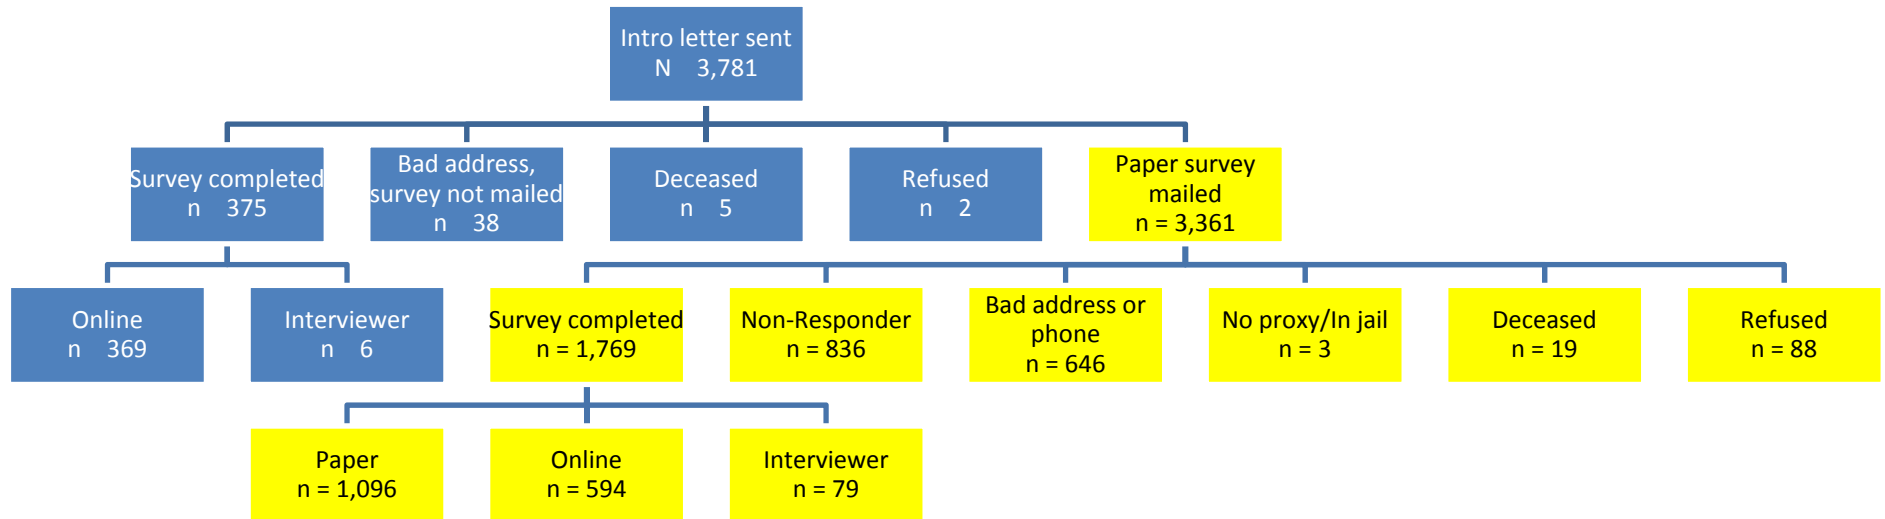 Intro letter sent
N 3,781
Survey completed
n 375
Bad address,
survey not mailed
n 38
Deceased
n 5
Refused
n 2
Paper survey
mailed
n = 3,361
Online
n 369
Interviewer
n 6
Survey completed
n = 1,769
Non-Responder
n = 836
Bad address or
phone
n = 646
No proxy/In jail
n = 3
Deceased
n = 19
Refused
n = 88
Paper
n = 1,096
Online
n = 594
Interviewer
n = 79